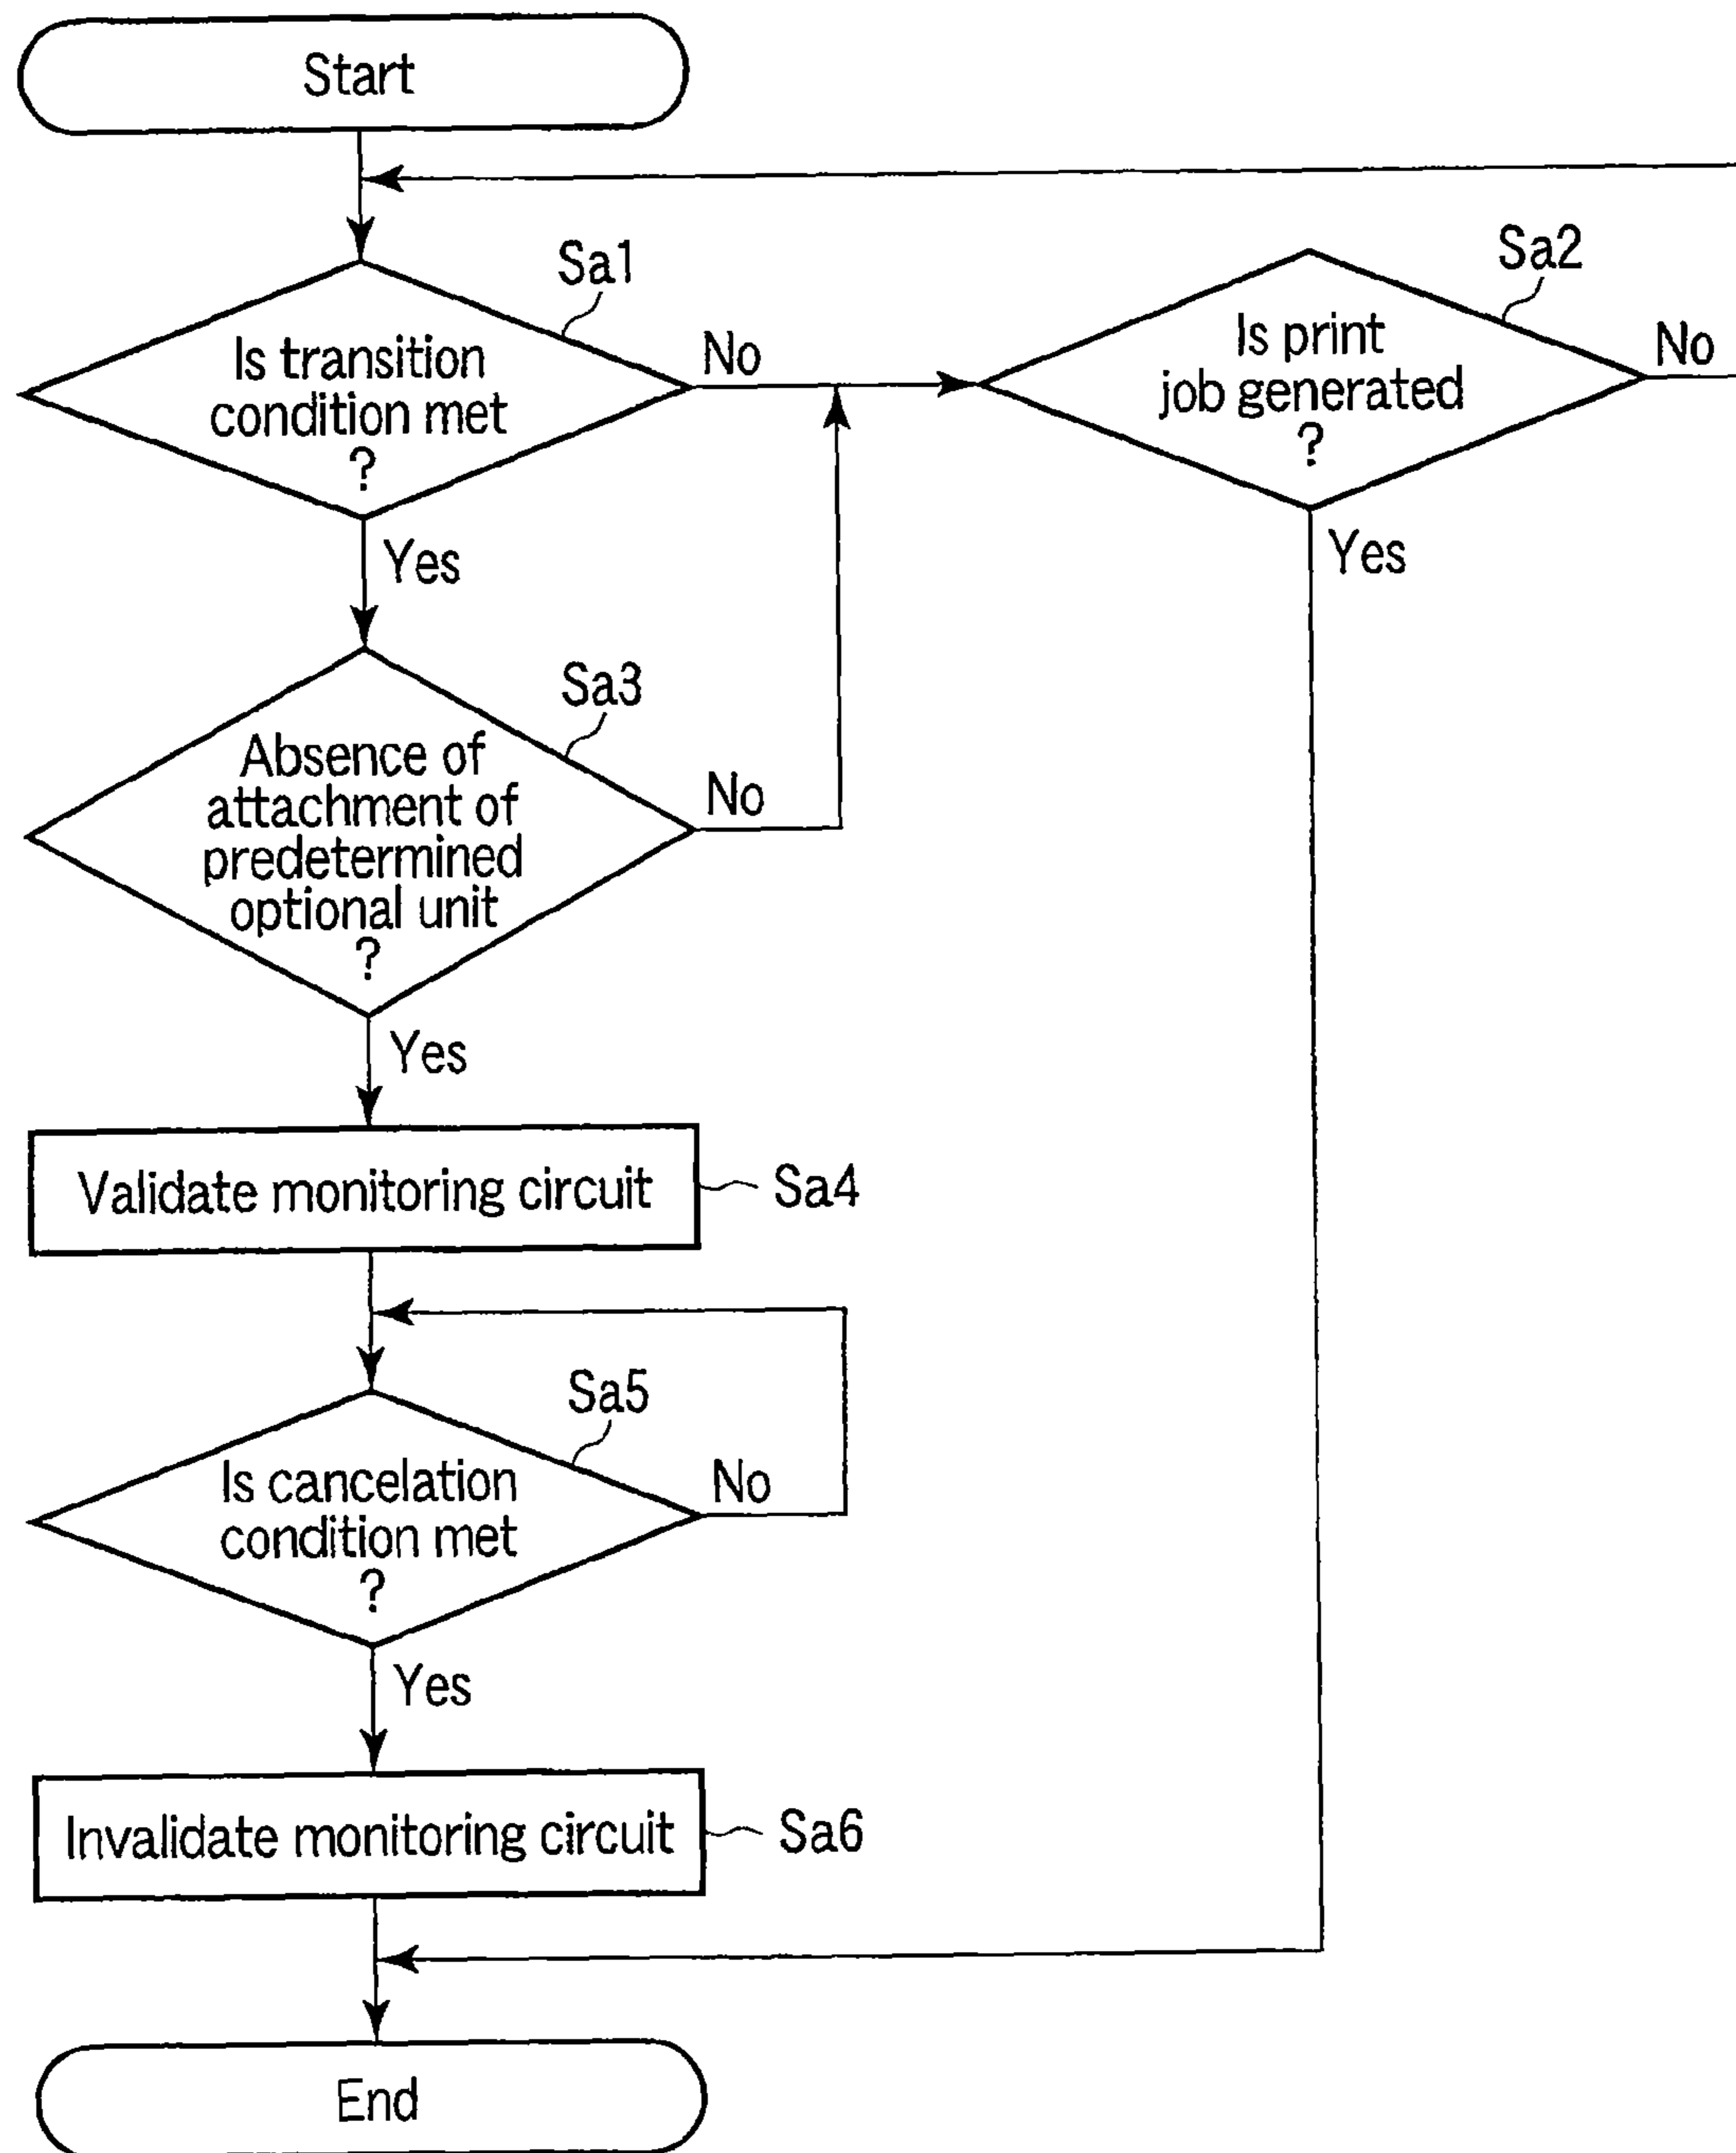 Start
Sa1
Is transition
condition met
?
No
Yes
Sa2
Is print
job generated
?
No
Yes
Sa3
Absence of
attachment of
predetermined
optional unit
?
No
Yes
Validate monitoring circuit
Sa4
Sa5
Is cancelation
condition met
?
No
Yes
Invalidate monitoring circuit
Sa6
End